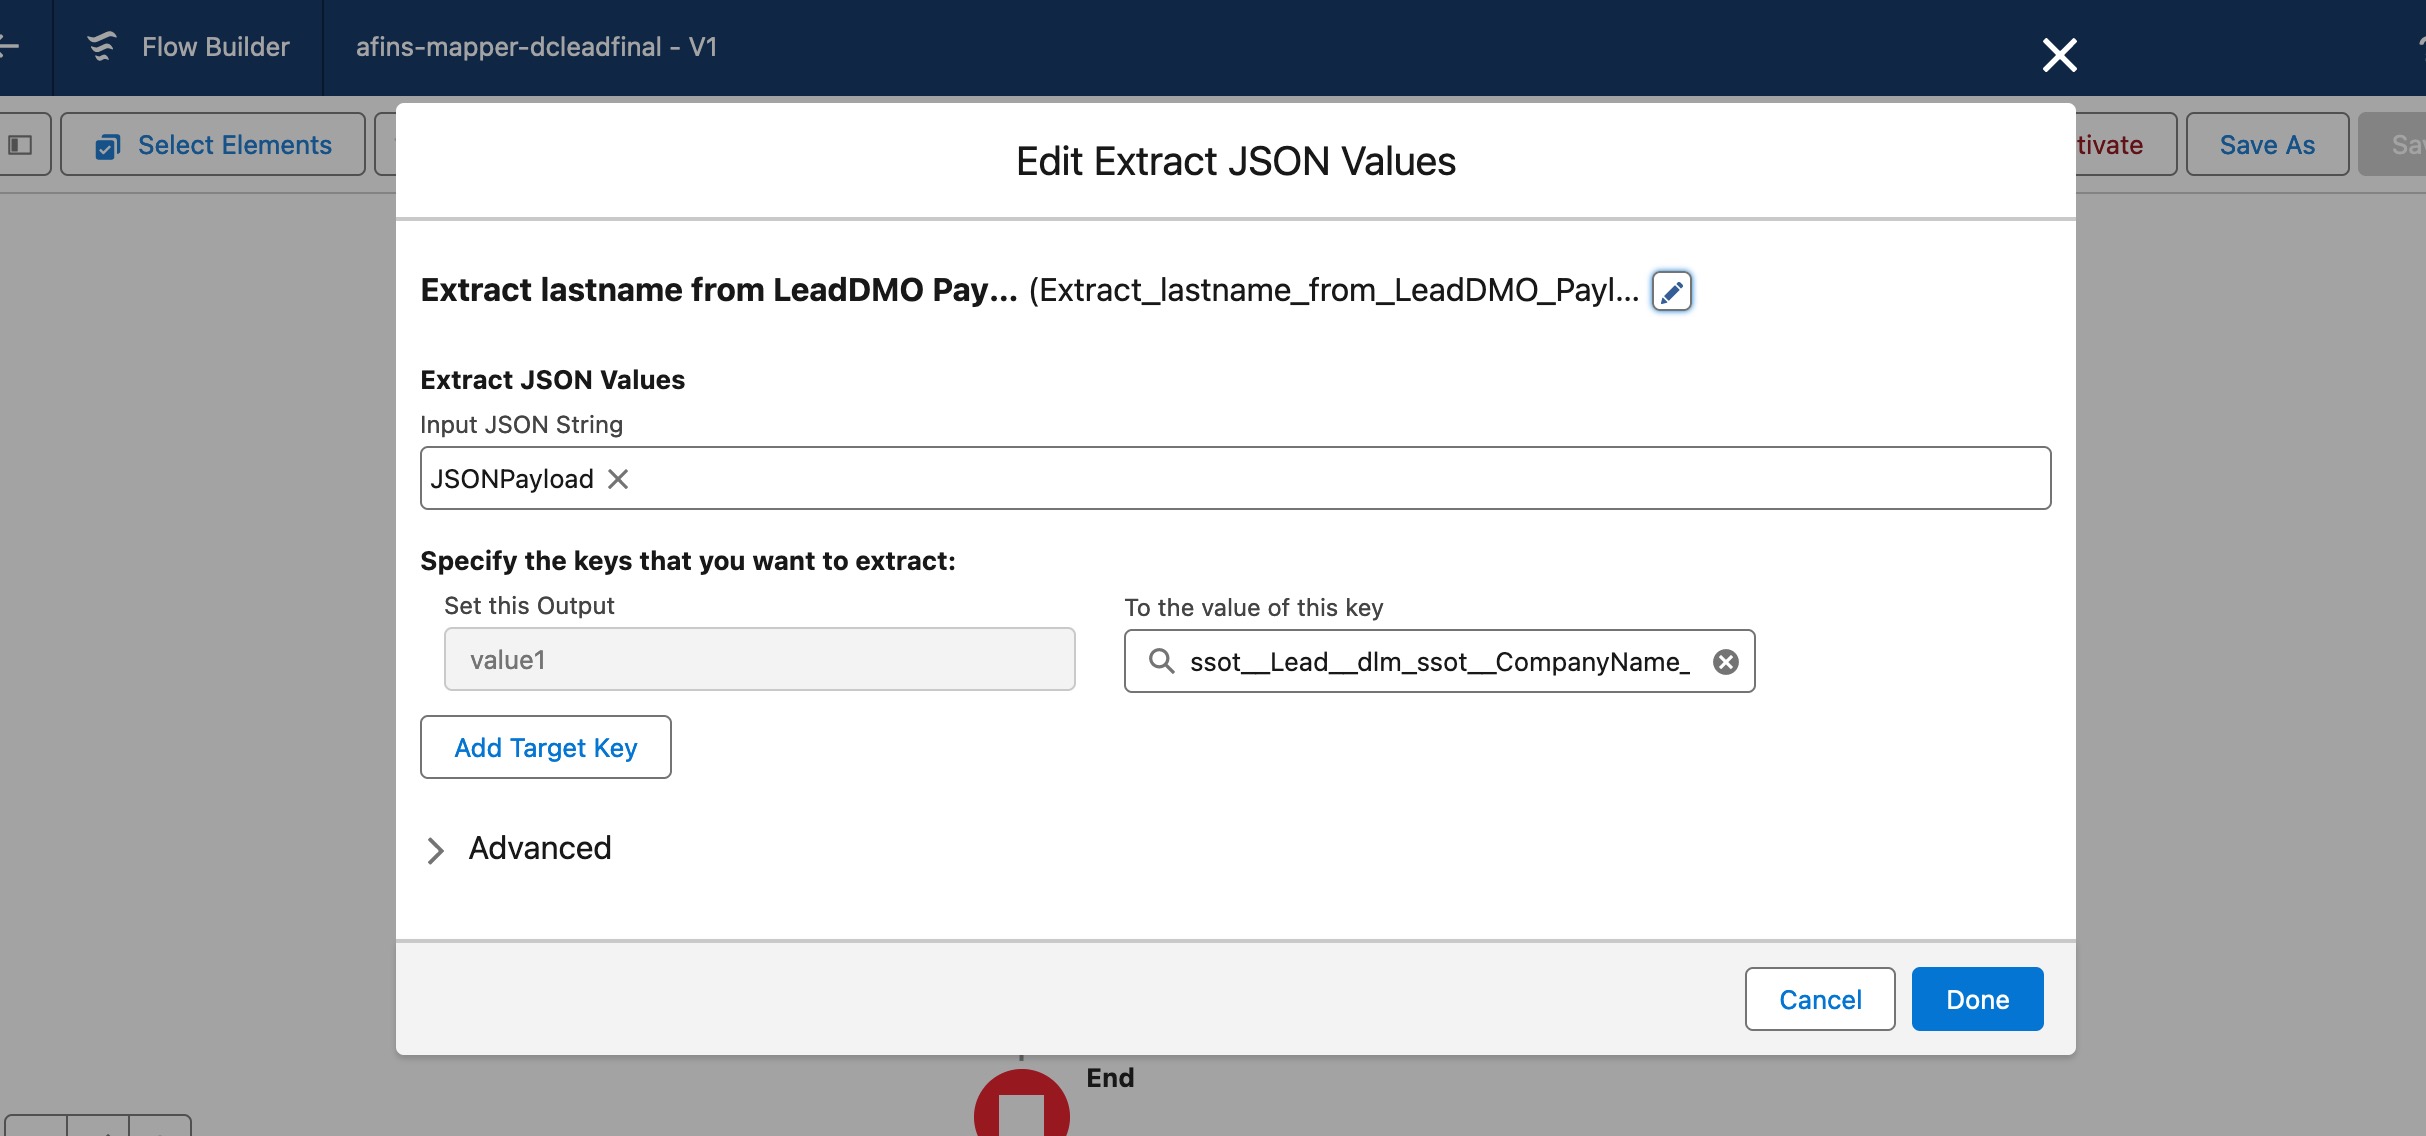 Flow Builder
afins-mapper-dcleadfinal - V1
Select Elements
tivate
Save As
Sav
Edit Extract JSON Values
Extract lastname from LeadDMO Pay... (Extract_lastname_from_LeadDMO_Payl...
Extract JSON Values
Input JSON String
JSONPayload
Specify the keys that you want to extract:
Set this Output
To the value of this key
value1
ssot__Lead__dlm_ssot__CompanyName_
Add Target Key
Advanced
Cancel
Done
End